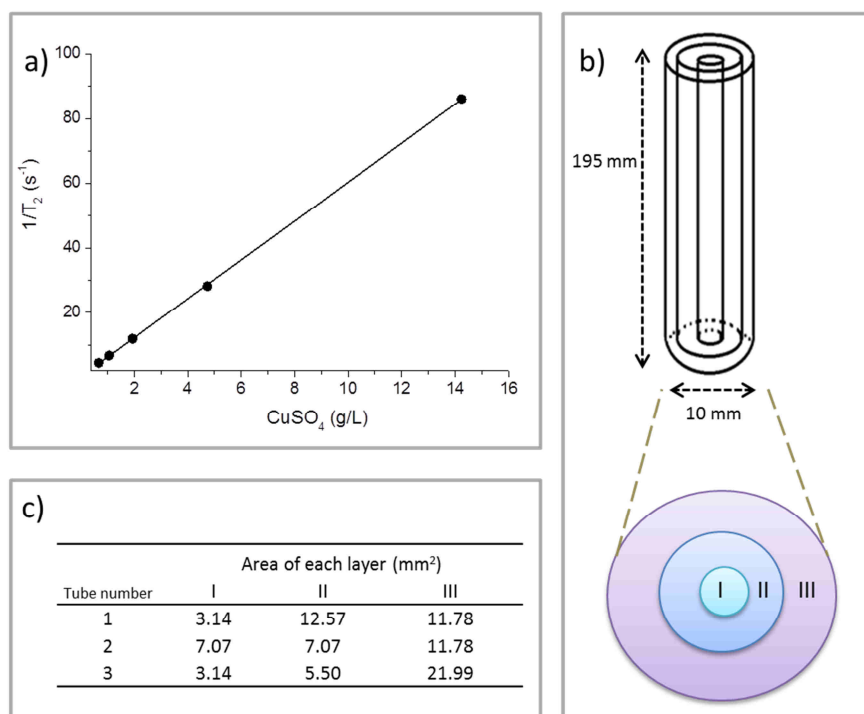 a)
100
80
60
40
20
1/T₂ (s⁻¹)
2 4 6 8 10 12 14 16
CuSO₄ (g/L)
b)
195 mm
10 mm
I II III
c)
Area of each layer (mm²)
Tube number I II III
1 3.14 12.57 11.78
2 7.07 7.07 11.78
3 3.14 5.50 21.99